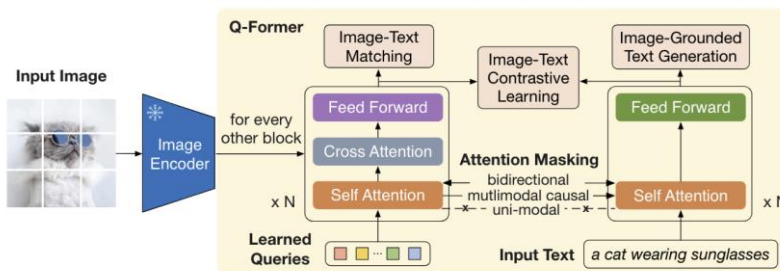 Q-Former
Image-Text
Matching
Image-Text
Contrastive
Learning
Image-Grounded
Text Generation
Input Image
Image
Encoder
for every
other block
Feed Forward
Cross Attention
Self Attention
x N
Attention Masking
bidirectional
mutlimodal causal
uni-modal
x
x
Feed Forward
Self Attention
x N
Learned
Queries
...
Input Text
a cat wearing sunglasses